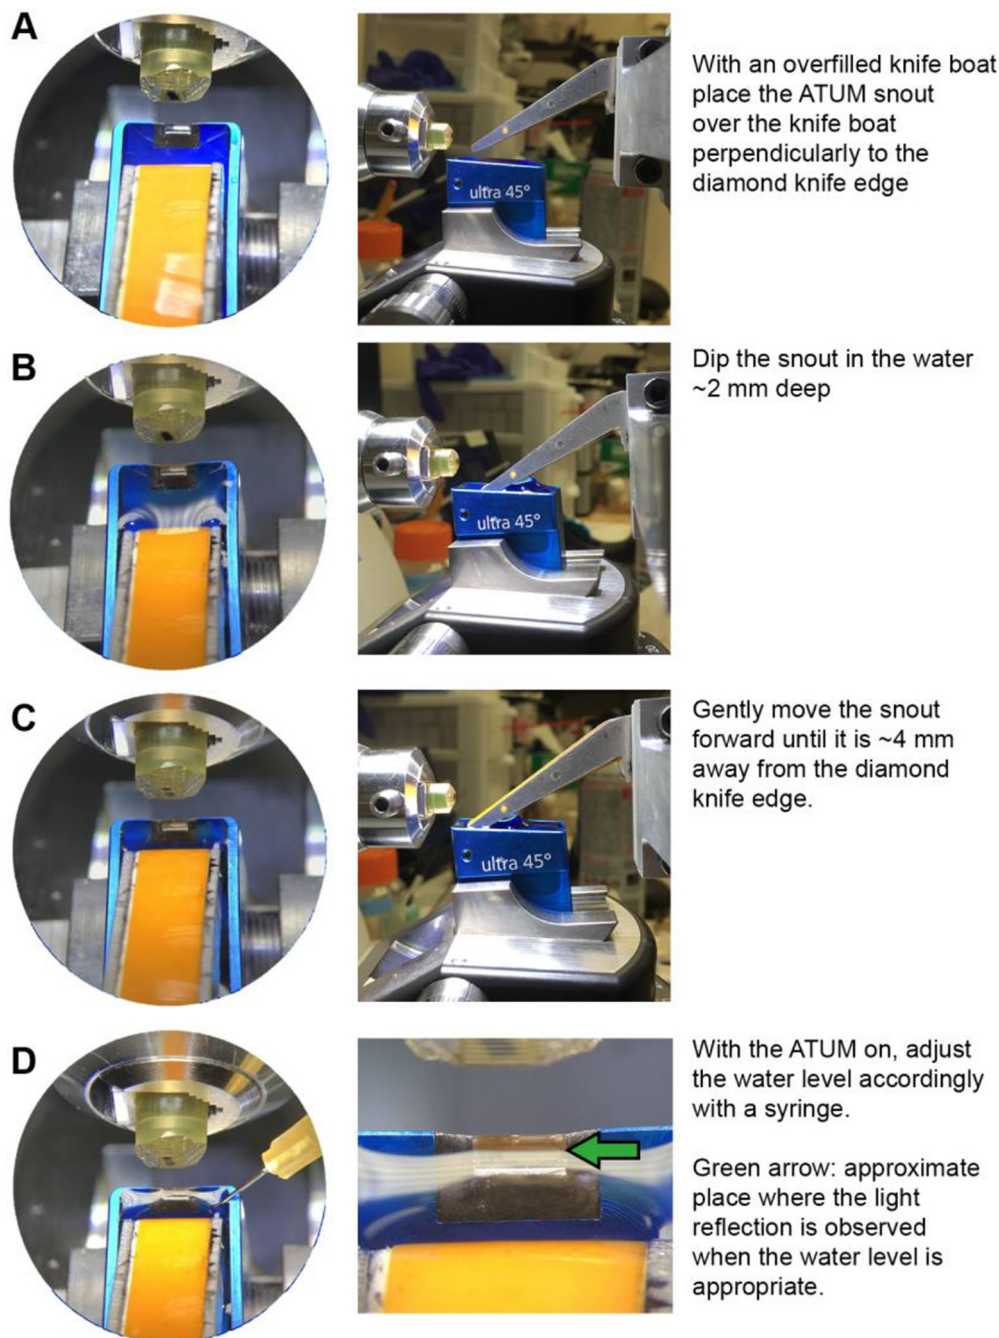 A
With an overfilled knife boat
place the ATUM snout
over the knife boat
perpendicularly to the
diamond knife edge
ultra 45°
B
Dip the snout in the water
~2 mm deep
ultra 45°
C
Gently move the snout
forward until it is ~4 mm
away from the diamond
knife edge.
ultra 45°
D
With the ATUM on, adjust
the water level accordingly
with a syringe.
Green arrow: approximate
place where the light
reflection is observed
when the water level is
appropriate.